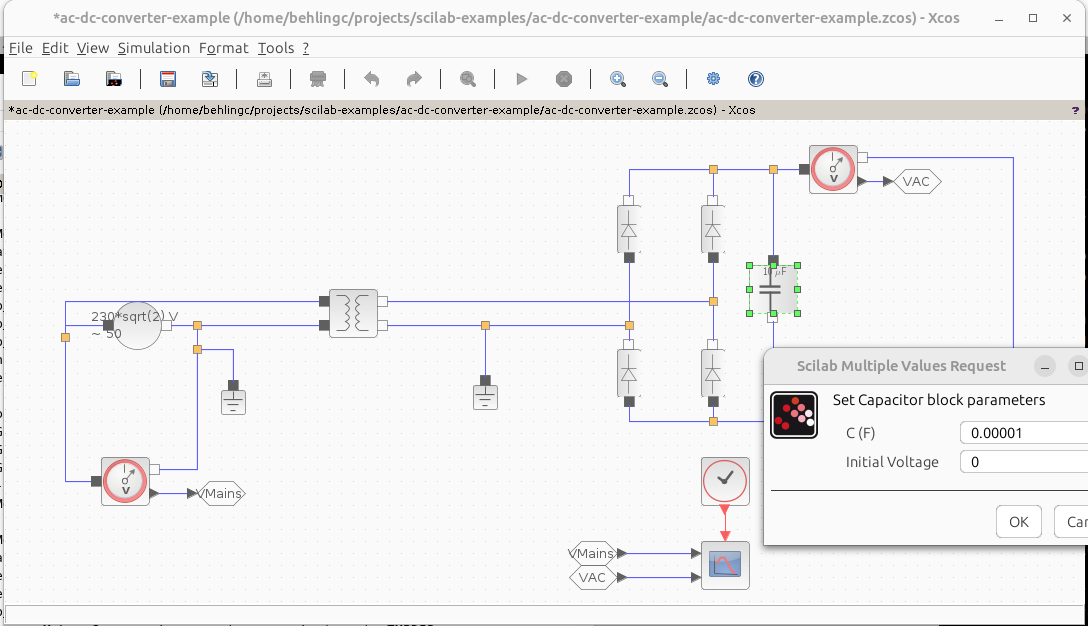 *ac-dc-converter-example (/home/behlingc/projects/scilab-examples/ac-dc-converter-example/ac-dc-converter-example.zcos) - Xcos
File Edit View Simulation Format Tools ?
*ac-dc-converter-example (/home/behlingc/projects/scilab-examples/ac-dc-converter-example/ac-dc-converter-example.zcos) - Xcos
?
V
VAC
10 µF
230*sqrt(2) V
~ 50
Scilab Multiple Values Request
Set Capacitor block parameters
C (F) 0.00001
Initial Voltage 0
V
VMains
OK
VMains
VAC